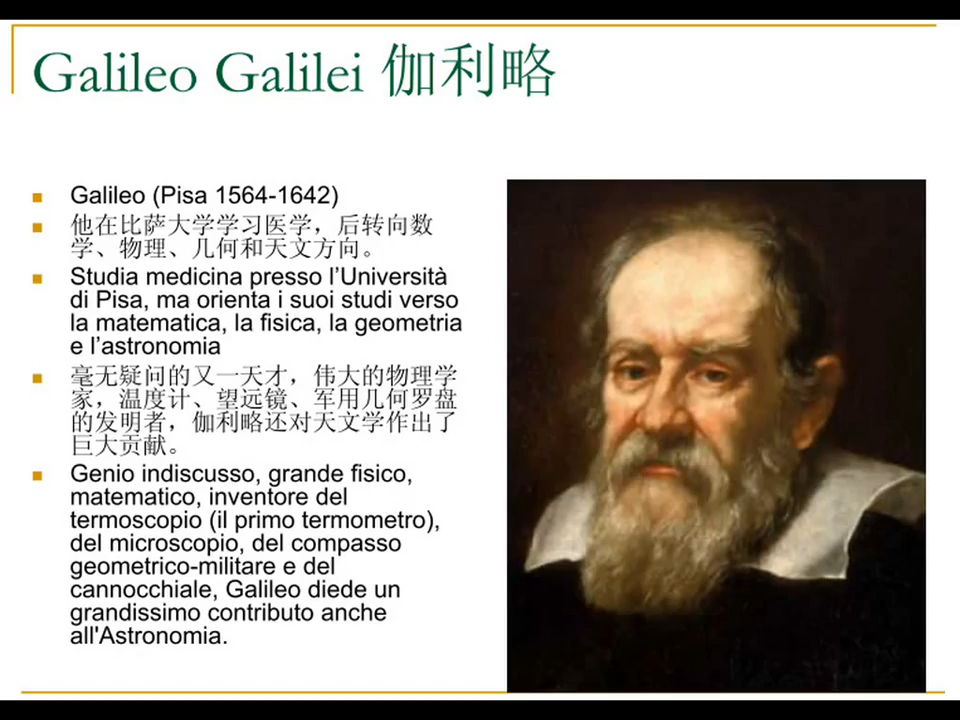 Galileo Galilei 伽利略
Galileo (Pisa 1564-1642)
他在比萨大学学习医学，后转向数
学、物理、几何和天文方向。
Studia medicina presso l’Università
di Pisa, ma orienta i suoi studi verso
la matematica, la fisica, la geometria
e l’astronomia
毫无疑问的又一天才，伟大的物理学
家，温度计、望远镜、军用几何罗盘
的发明者，伽利略还对天文学作出了
巨大贡献。
Genio indiscusso, grande fisico,
matematico, inventore del
termoscopio (il primo termometro),
del microscopio, del compasso
geometrico-militare e del
cannocchiale, Galileo diede un
grandissimo contributo anche
all'Astronomia.